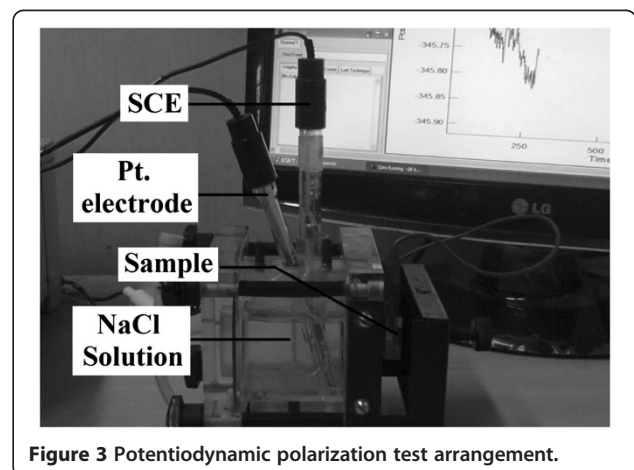 SCE
Pt.
electrode
Sample
NaCl
Solution
-345.75
-345.80
-345.85
-345.90
250
500
Time
LG
Figure 3 Potentiodynamic polarization test arrangement.